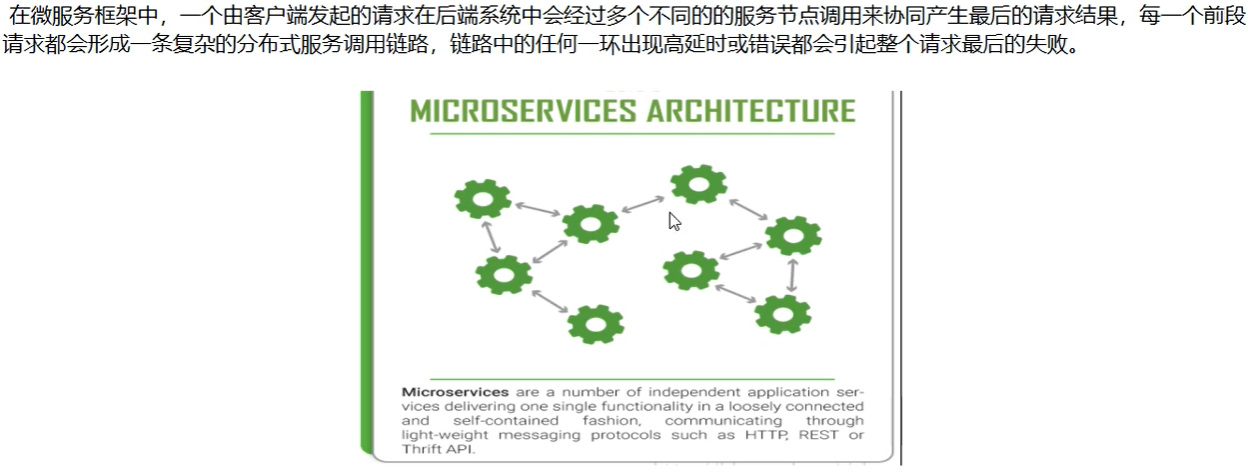 在微服务框架中，一个由客户端发起的请求在后端系统中会经过多个不同的的服务节点调用来协同产生最后的请求结果，每一个前段
请求都会形成一条复杂的分布式服务调用链路，链路中的任何一环出现高延时或错误都会引起整个请求最后的失败。
MICROSERVICES ARCHITECTURE
Microservices are a number of independent application ser-
vices delivering one single functionality in a loosely connected
and self-contained fashion, communicating through
light-weight messaging protocols such as HTTP, REST or
Thrift API.